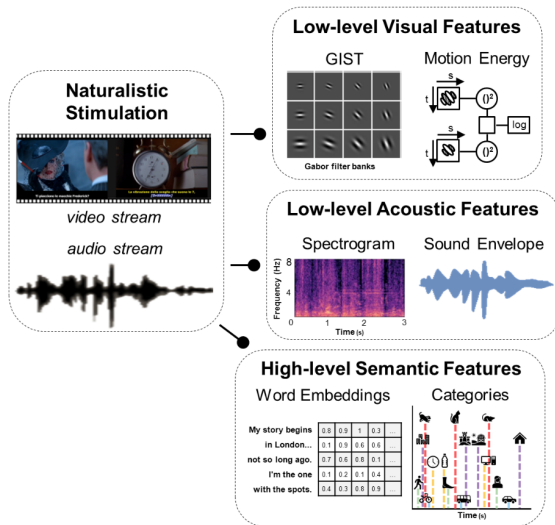 Naturalistic
Stimulation
video stream
audio stream
Low-level Visual Features
GIST
Motion Energy
Gabor filter banks
s
t
()²
log
s
t
()²
Low-level Acoustic Features
Spectrogram
Sound Envelope
Frequency (Hz)
8
4
0
0
1
2
3
Time (s)
High-level Semantic Features
Word Embeddings
Categories
My story begins 0.8 0.9 1 0.3 ...
in London... 0.1 0.9 0.6 0.6 ...
not so long ago. 0.7 0.6 0.8 0.1 ...
I'm the one 0.1 0.2 0.1 0.4 ...
with the spots. 0.4 0.3 0.8 0.9 ...
Time(s)